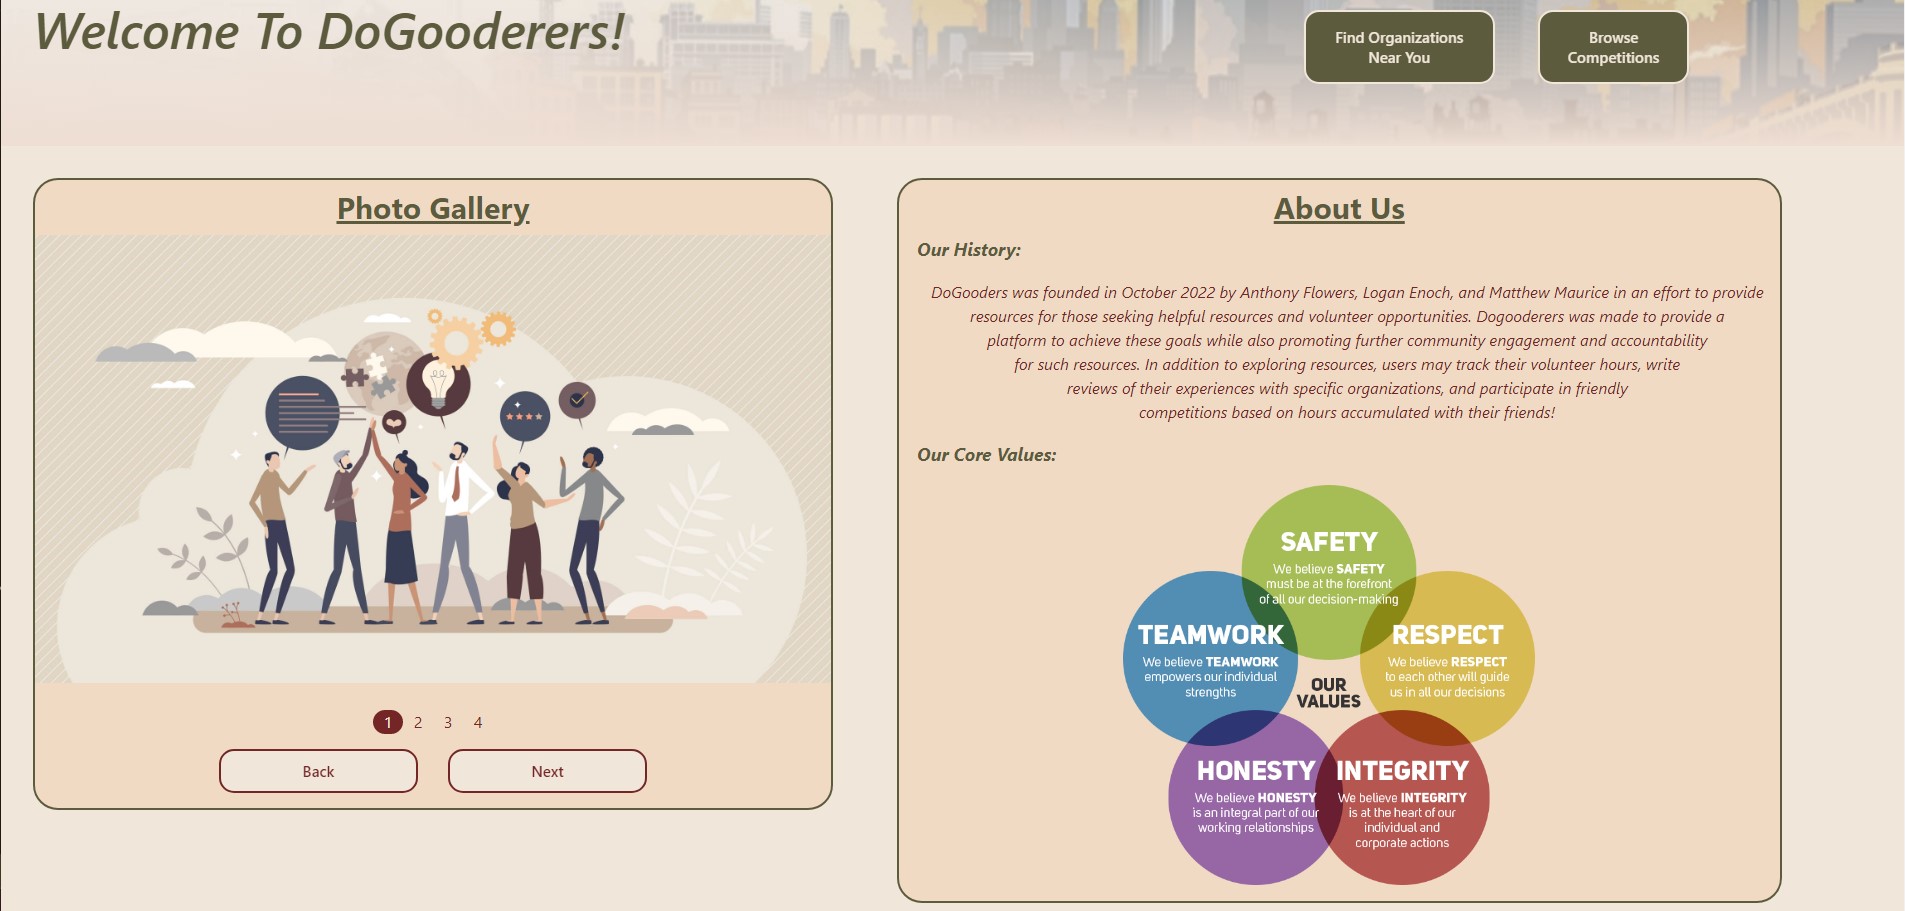 Welcome To DoGooderers!
Find Organizations
Near You
Browse
Competitions
Photo Gallery
1 2 3 4
Back
Next
About Us
Our History:
DoGooders was founded in October 2022 by Anthony Flowers, Logan Enoch, and Matthew Maurice in an effort to provide
resources for those seeking helpful resources and volunteer opportunities. Dogooderers was made to provide a
platform to achieve these goals while also promoting further community engagement and accountability
for such resources. In addition to exploring resources, users may track their volunteer hours, write
reviews of their experiences with specific organizations, and participate in friendly
competitions based on hours accumulated with their friends!
Our Core Values:
SAFETY
We believe SAFETY
must be at the forefront
of all our decision-making
TEAMWORK
We believe TEAMWORK
empowers our individual
strengths
RESPECT
We believe RESPECT
to each other will guide
us in all our decisions
OUR
VALUES
HONESTY
We believe HONESTY
is an integral part of our
working relationships
INTEGRITY
We believe INTEGRITY
is at the heart of our
individual and
corporate actions